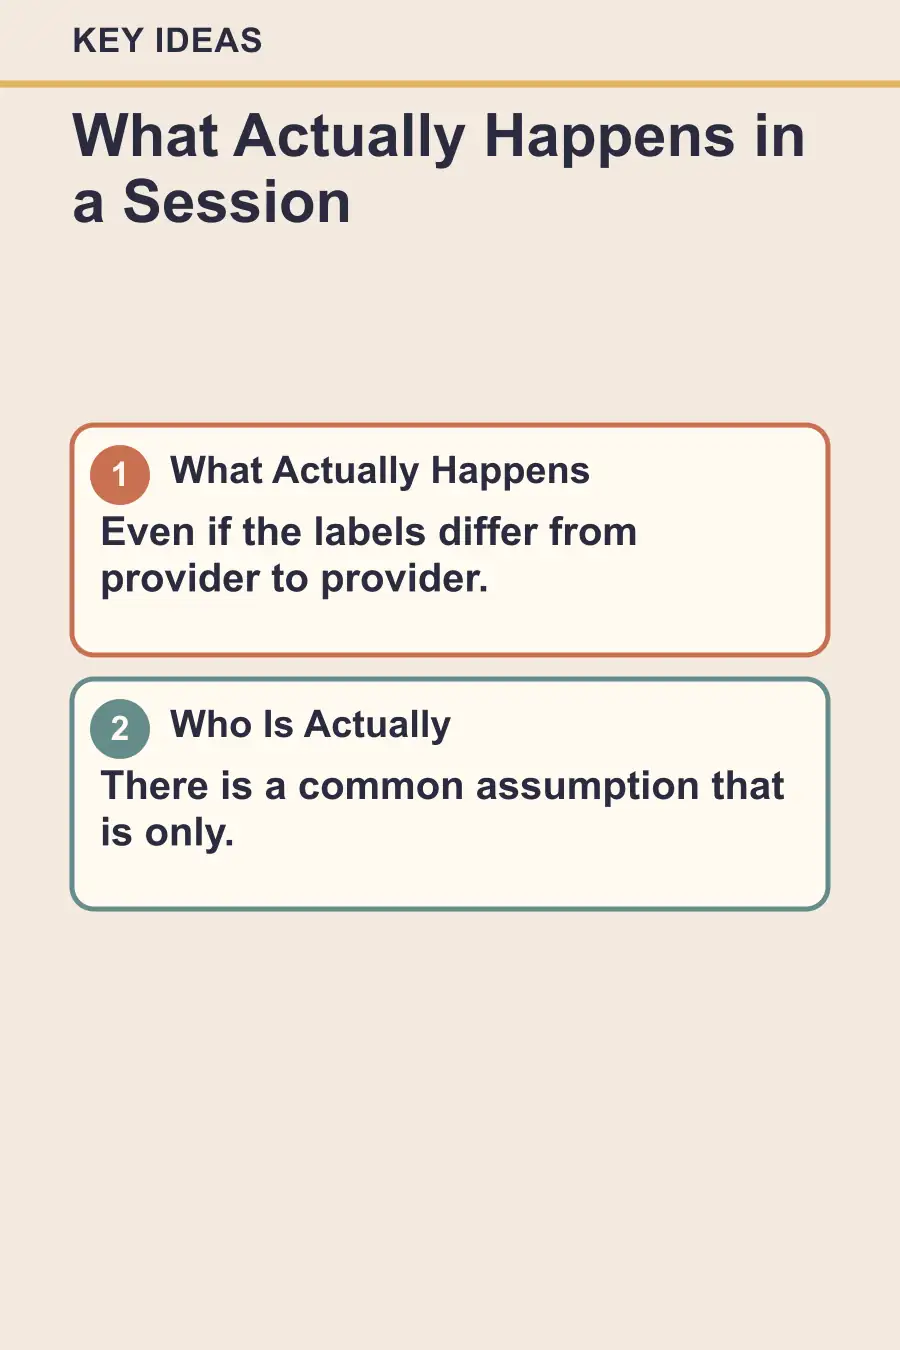 KEY IDEAS
What Actually Happens in
a Session
1 What Actually Happens
Even if the labels differ from
provider to provider.
2 Who Is Actually
There is a common assumption that
is only.